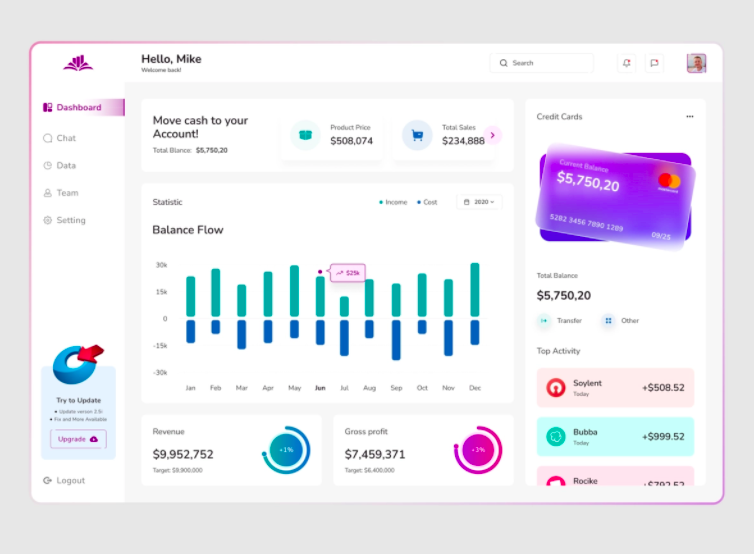 Hello, Mike
Welcome back!
Search
Dashboard
Chat
Data
Team
Setting
Try to Update
Fix and More Available
Upgrade
Logout
Move cash to your
Account!
Total Blance: $5,750,20
Product Price
$508,074
Total Sales
$234,888
Statistic
Income
Cost
2020
Balance Flow
$25k
30k
15k
0
-15k
-30k
Jan Feb Mar Apr May Jun Jul Aug Sep Oct Nov Dec
Revenue
$9,952,752
Target: $9,900,000
+1%
Gross profit
$7,459,371
Target: $6,400,000
+3%
Credit Cards
Current Balance
$5,750,20
5282 3456 7890 1289
09/25
Total Balance
$5,750,20
Transfer
Other
Top Activity
Soylent
Today
+$508.52
Bubba
Today
+$999.52
Rocike
+$792.52